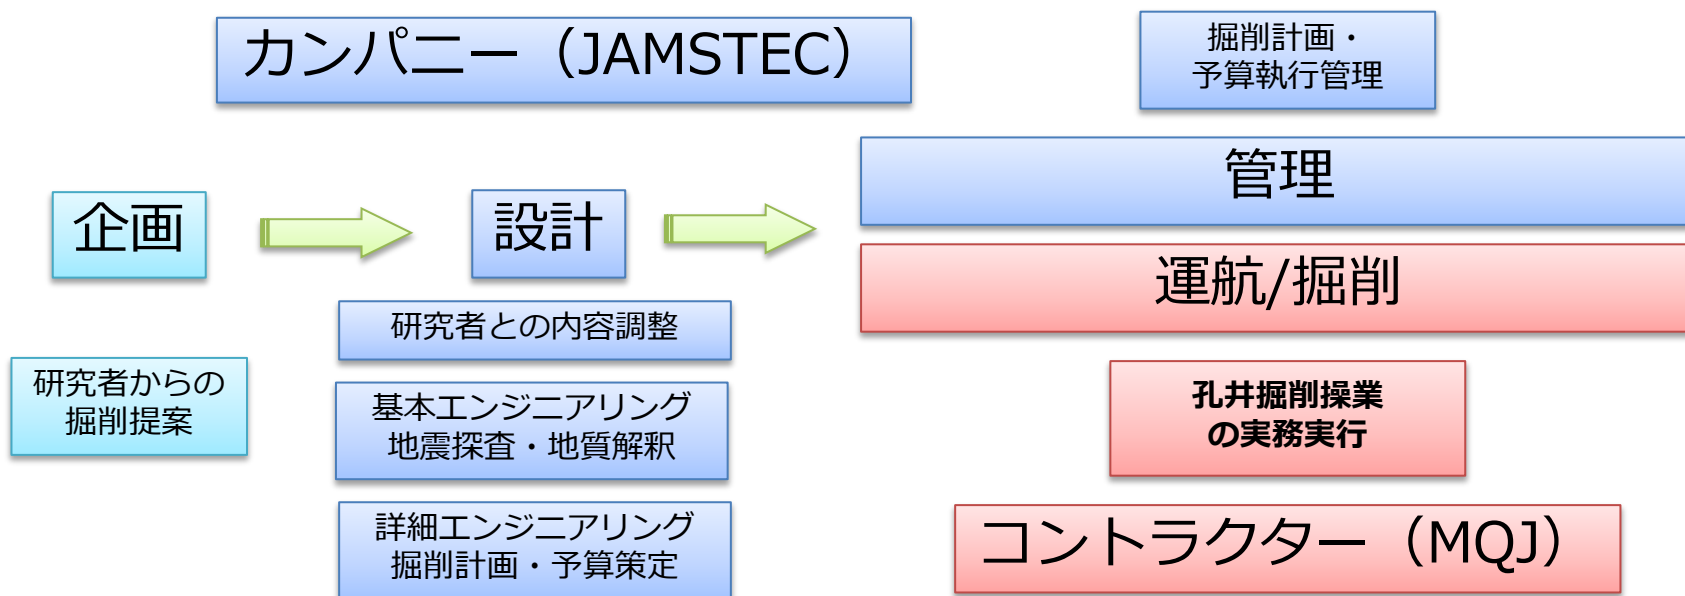 カンパニー（JAMSTEC）
掘削計画・
予算執行管理
管理
企画
設計
運航/掘削
研究者との内容調整
研究者からの
掘削提案
基本エンジニアリング
地震探査・地質解釈
孔井掘削操業
の実務実行
詳細エンジニアリング
掘削計画・予算策定
コントラクター（MQJ）